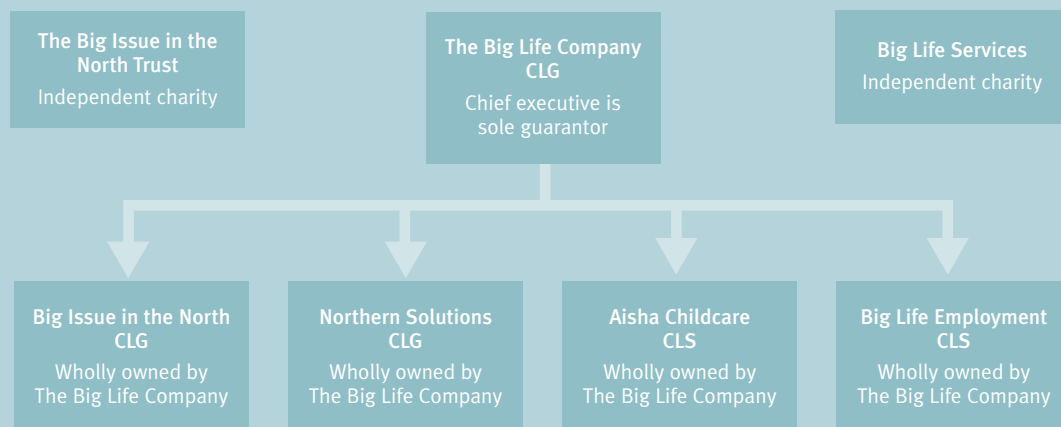 The Big Issue in the
North Trust
Independent charity
The Big Life Company
CLG
Chief executive is
sole guarantor
Big Life Services
Independent charity
Big Issue in the North
CLG
Wholly owned by
The Big Life Company
Northern Solutions
CLG
Wholly owned by
The Big Life Company
Aisha Childcare
CLS
Wholly owned by
The Big Life Company
Big Life Employment
CLS
Wholly owned by
The Big Life Company